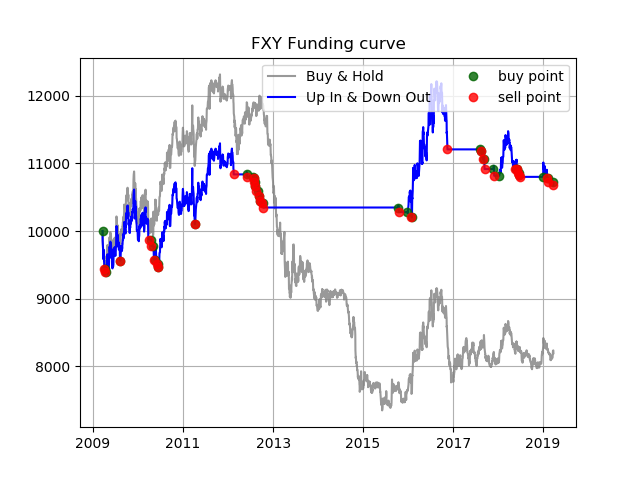 FXY Funding curve
Buy & Hold
Up In & Down Out
buy point
sell point
12000
11000
10000
9000
8000
2009 2011 2013 2015 2017 2019